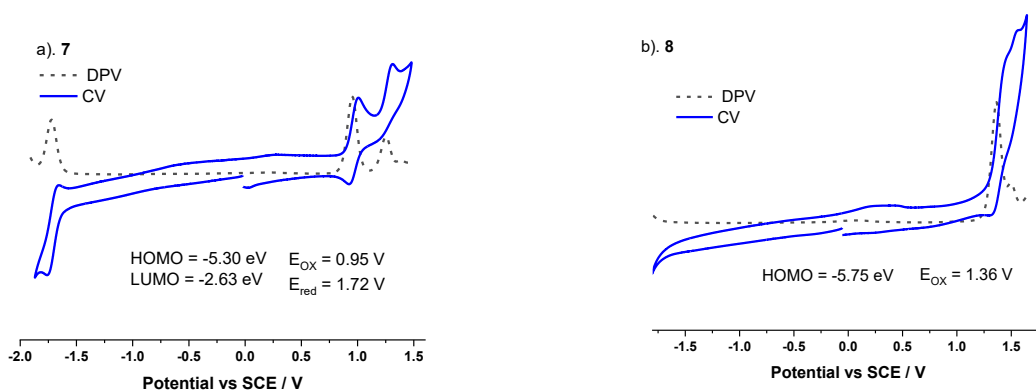 a). 7
DPV
CV
HOMO = -5.30 eV E_OX = 0.95 V
LUMO = -2.63 eV E_red = 1.72 V
-2.0 -1.5 -1.0 -0.5 0.0 0.5 1.0 1.5
Potential vs SCE / V
b). 8
DPV
CV
HOMO = -5.75 eV E_OX = 1.36 V
-1.5 -1.0 -0.5 0.0 0.5 1.0 1.5
Potential vs SCE / V